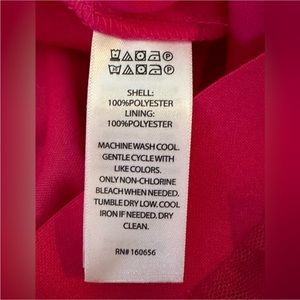 SHELL:
100%POLYESTER
LINING:
100%POLYESTER
MACHINE WASH COOL.
GENTLE CYCLE WITH
LIKE COLORS.
ONLY NON-CHLORINE
BLEACH WHEN NEEDED.
TUMBLE DRY LOW. COOL
IRON IF NEEDED. DRY
CLEAN.
RN# 160656